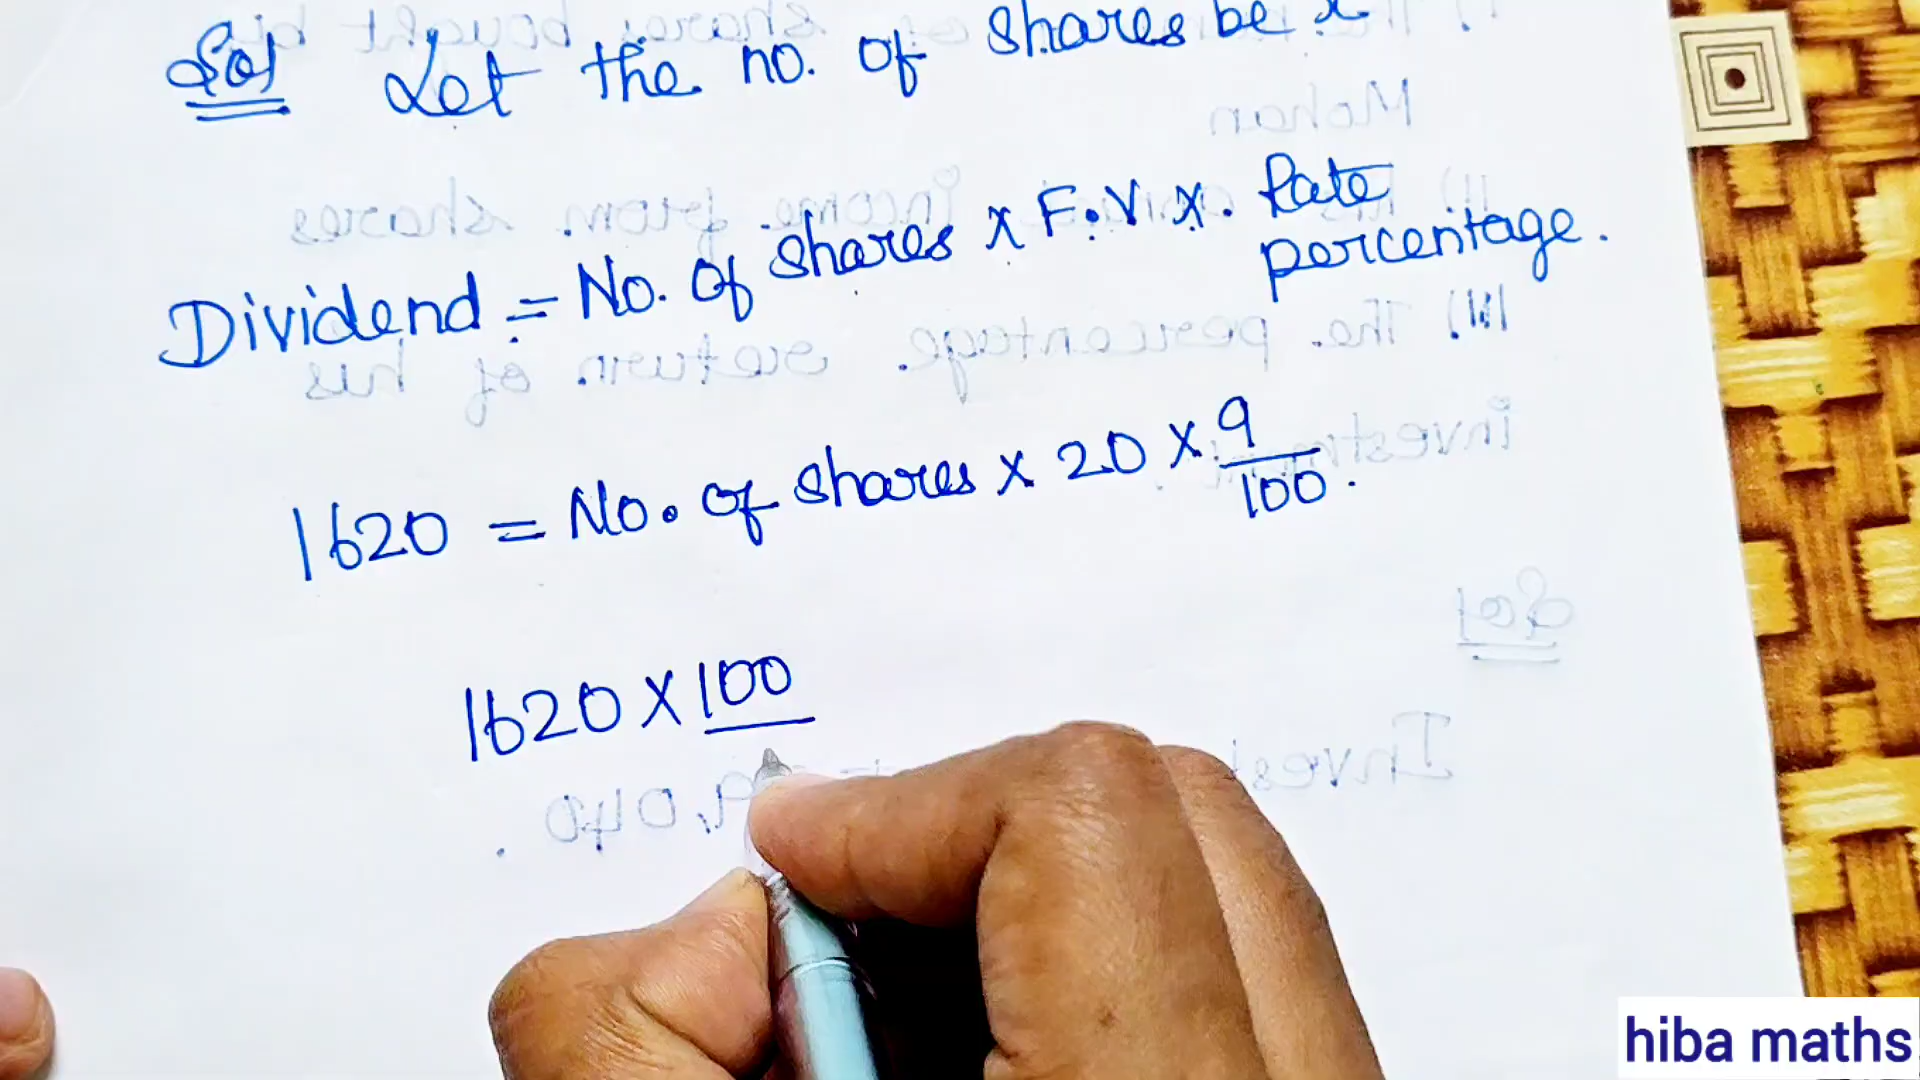 Sol Let the no. of shares be x
Dividend = No. of shares x F.V x. Rate percentage.
1620 = No. of shares x 20 x 9/100.
1620 x 100
hiba maths